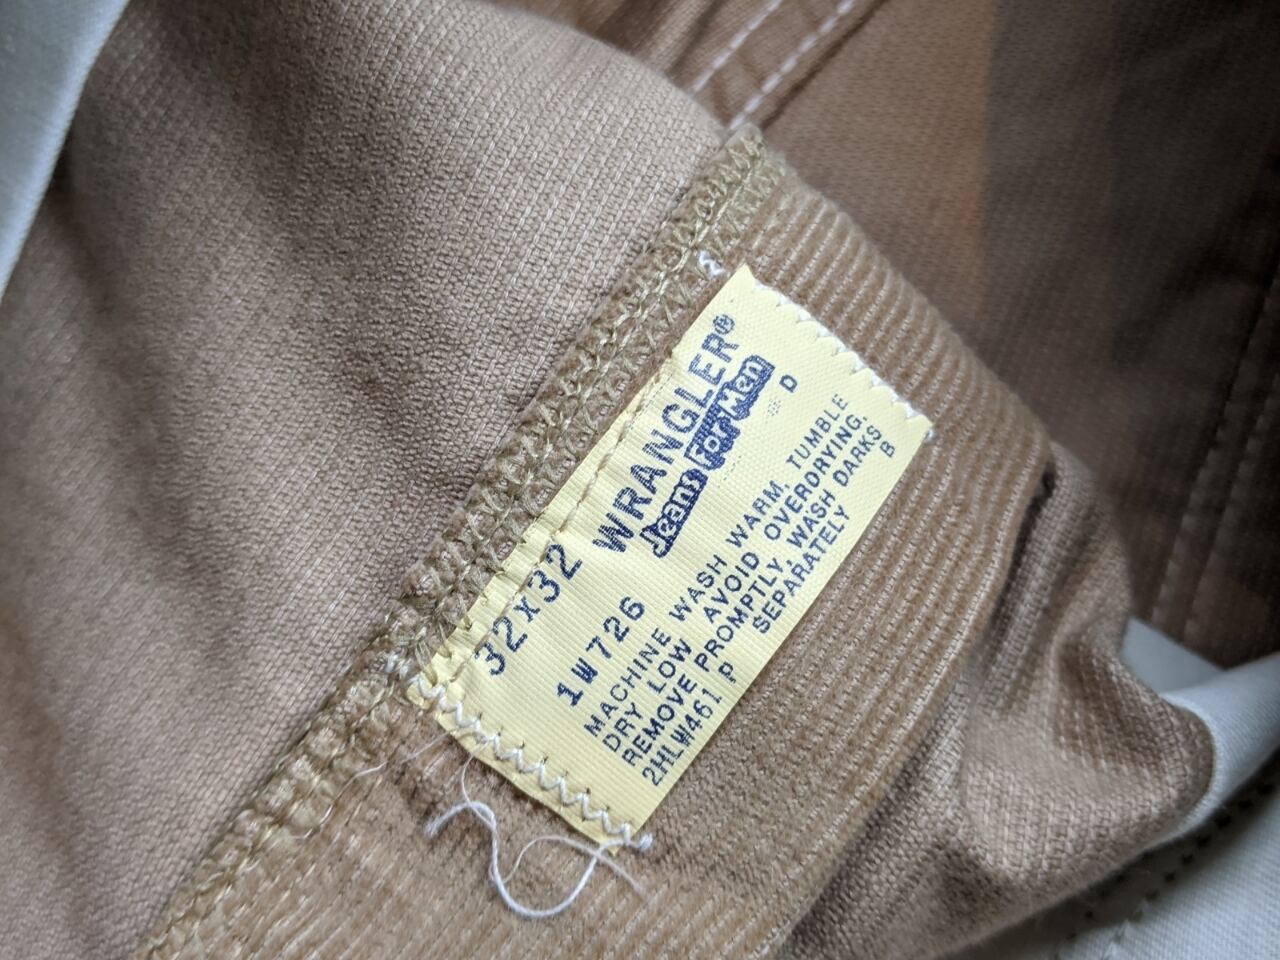 32X32 WRANGLER®
Jeans For Men
1W726 D
MACHINE WASH WARM, TUMBLE
DRY LOW AVOID OVERDRYING.
REMOVE PROMPTLY, WASH DARKS
SEPARATELY B
2HLW461 P